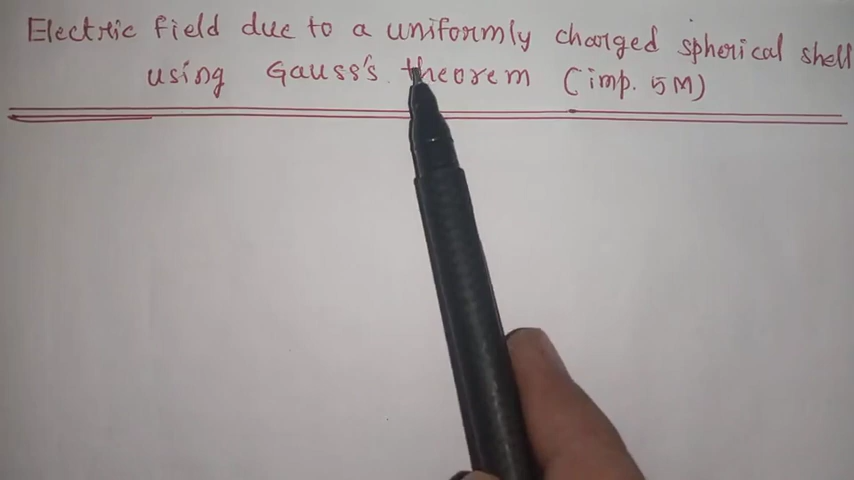 Electric field due to a uniformly charged spherical shell
using Gauss's theorem (imp. 5M)